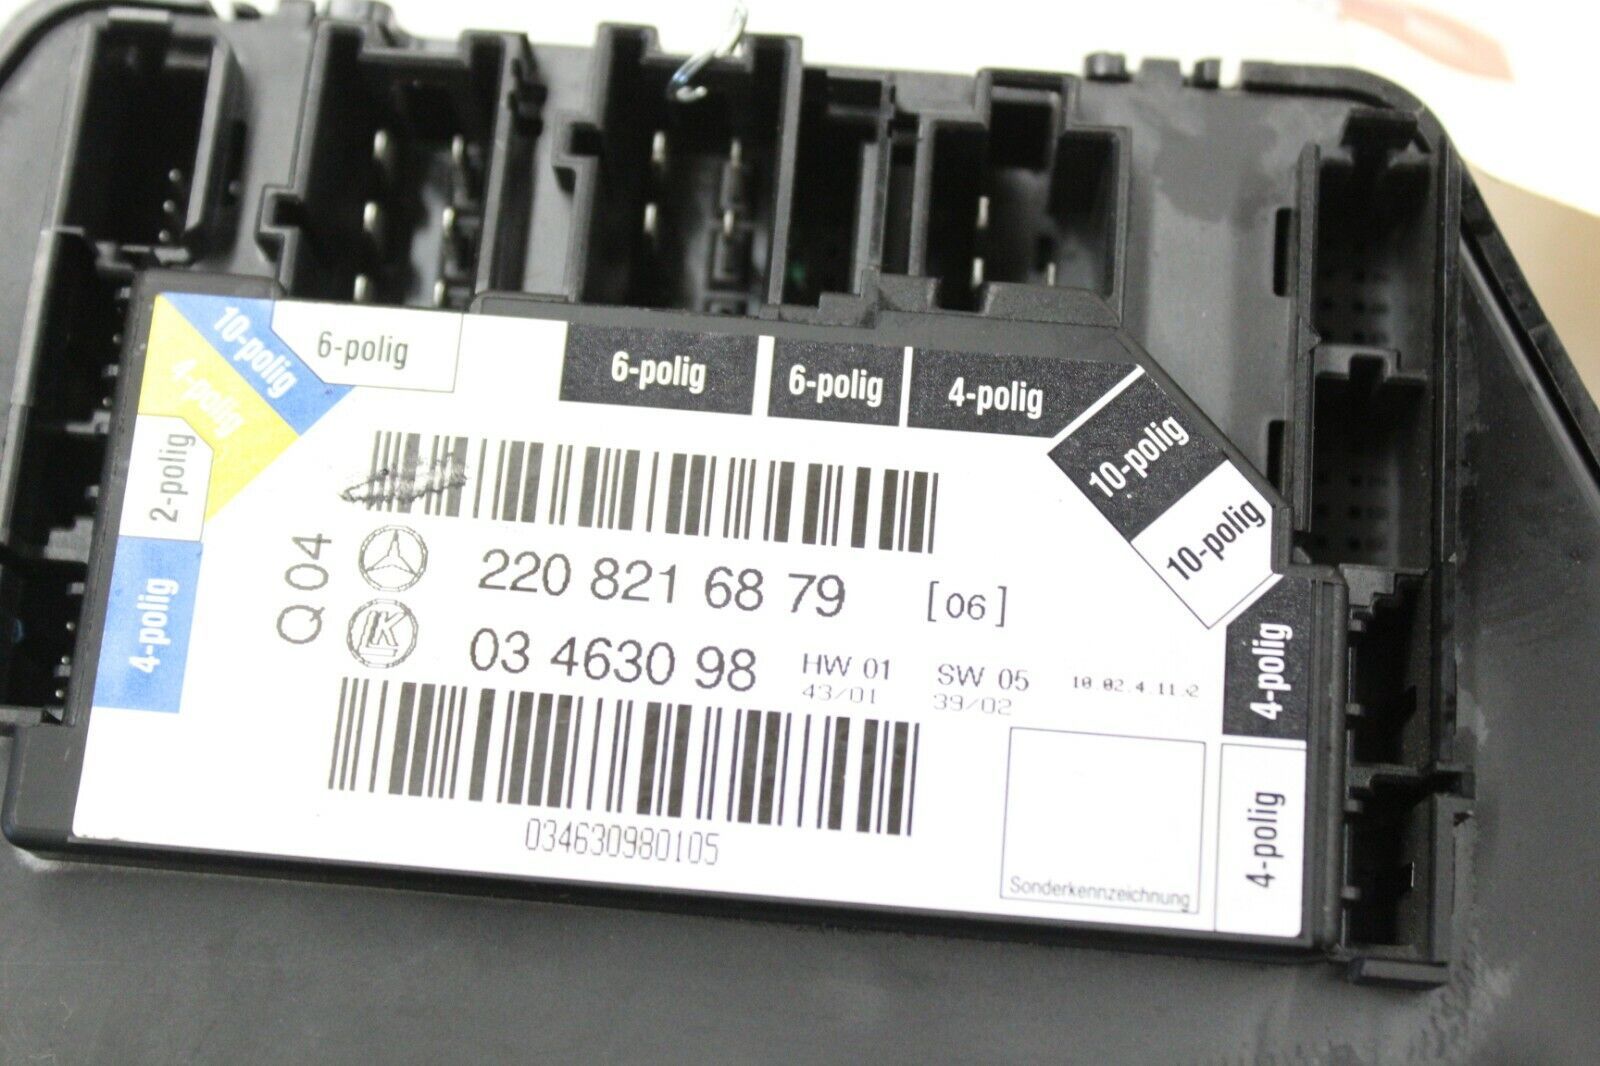 10-polig
4-polig
6-polig
6-polig
6-polig
4-polig
10-polig
10-polig
2-polig
4-polig
4-polig
4-polig
Q 04
220 821 68 79 [06]
LK
03 4630 98 HW 01 SW 05
43/01 39/02
034630980105
Sonderkennzeichnung